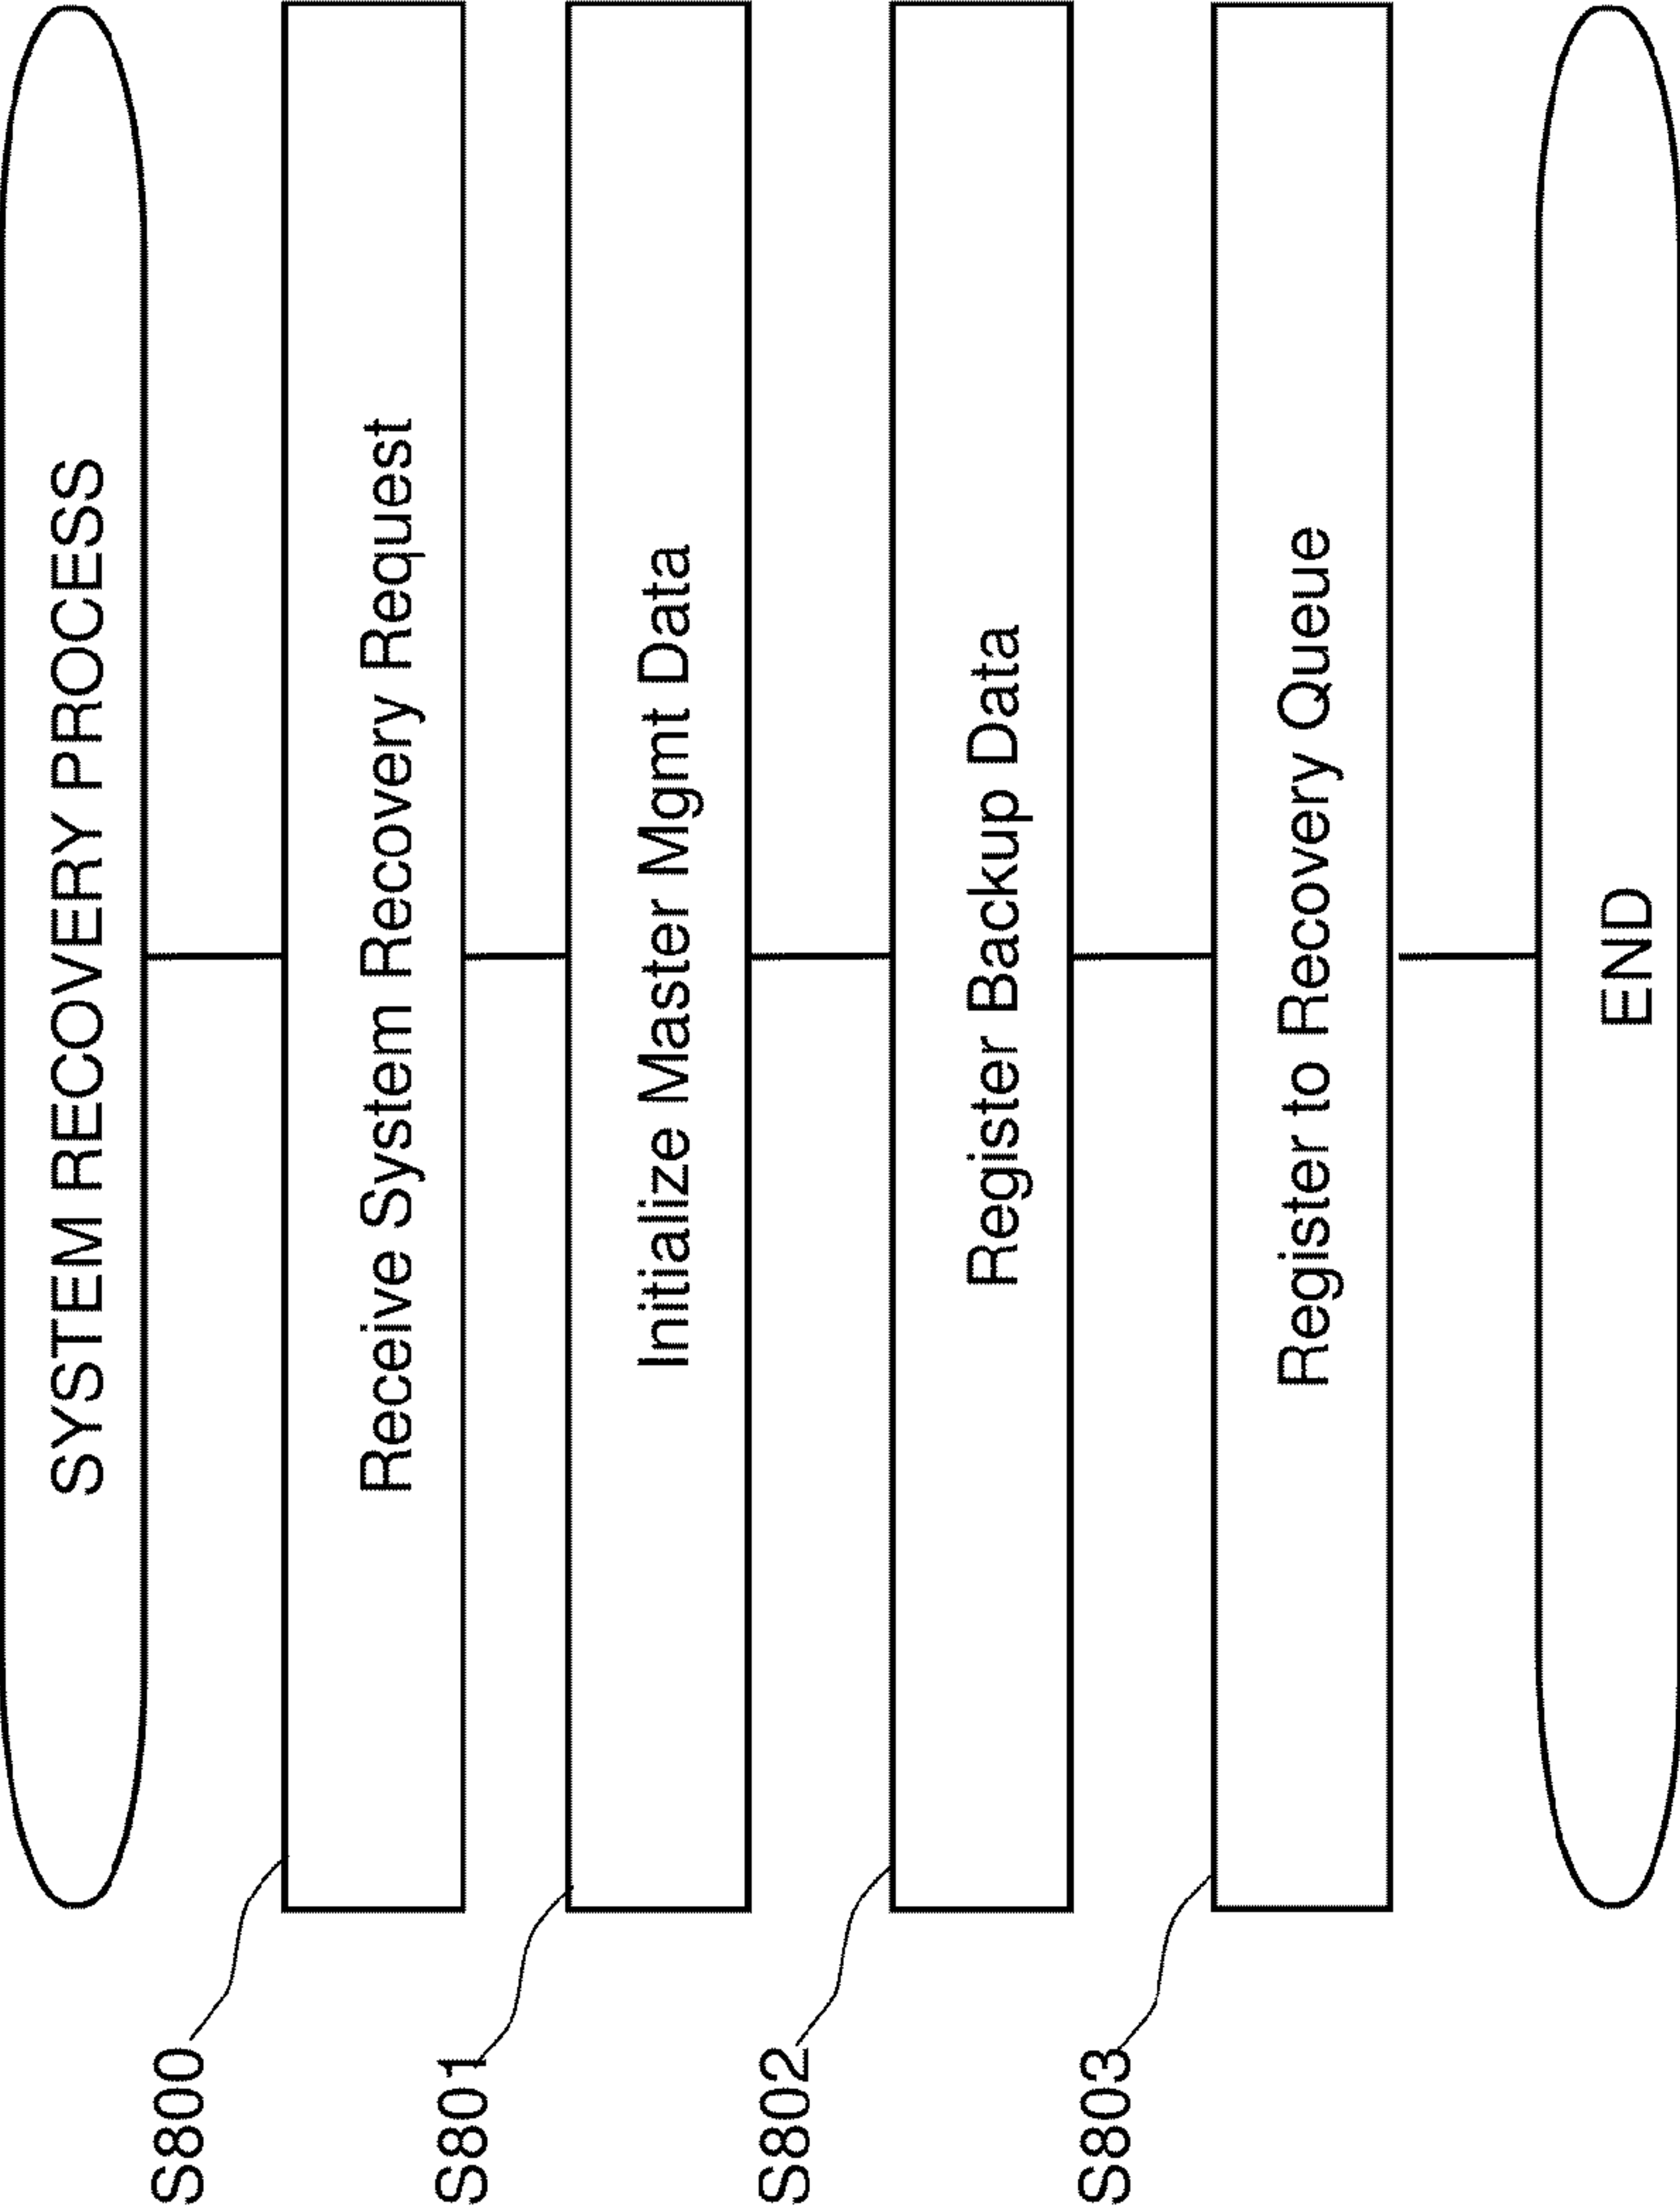 SYSTEM RECOVERY PROCESS
S800
Receive System Recovery Request
S801
Initialize Master Mgmt Data
S802
Register Backup Data
S803
Register to Recovery Queue
END